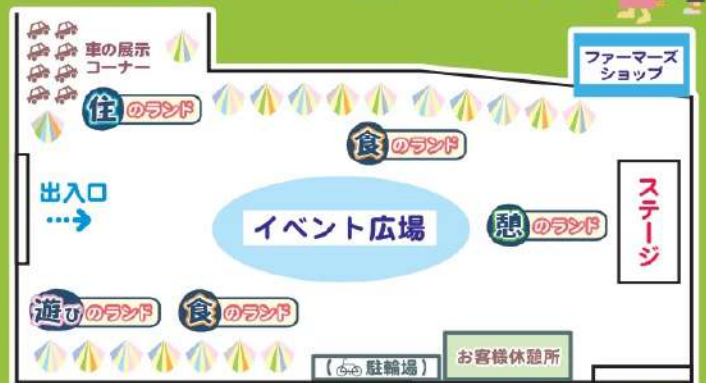 車の展示
コーナー
ファーマーズ
ショップ
住のランド
食のランド
出入口
イベント広場
憩のランド
ステージ
遊びのランド
食のランド
【駐輪場】
お客様休憩所